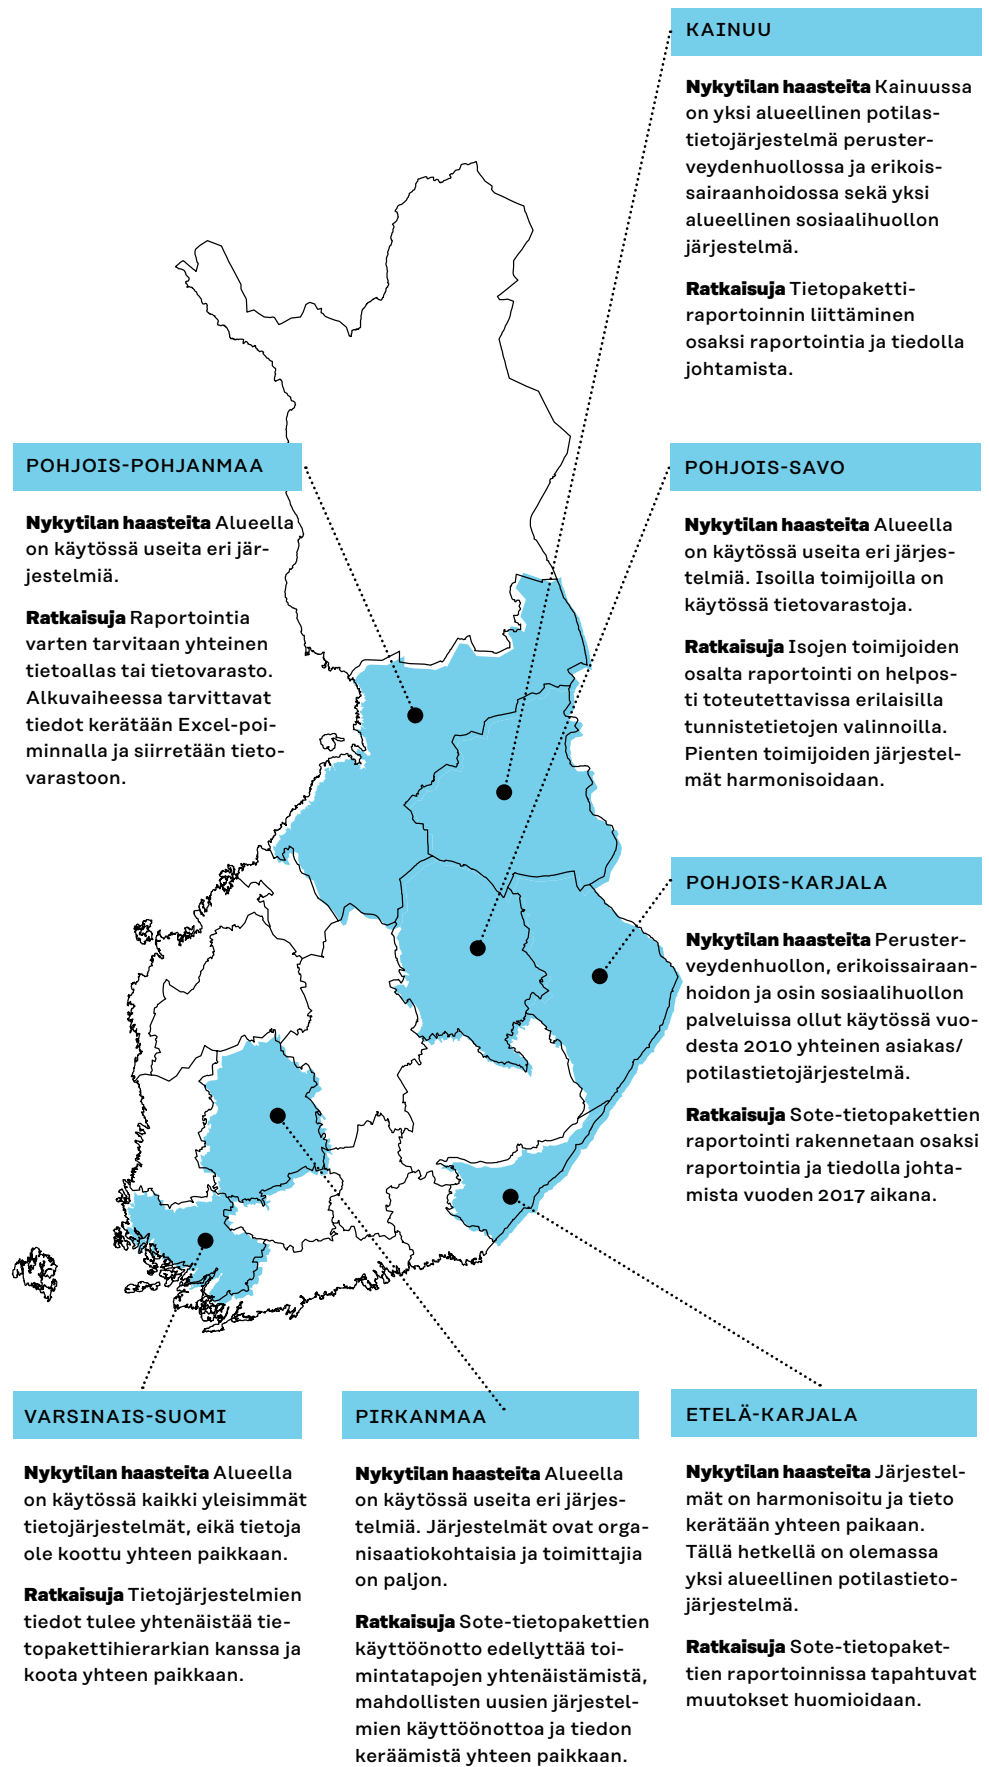 KAINUU
Nykytilan haasteita Kainuussa
on yksi alueellinen potilas-
tietojärjestelmä peruster-
veydenhuollossa ja erikois-
sairaanhoidossa sekä yksi
alueellinen sosiaalihuollon
järjestelmä.
Ratkaisuja Tietopaketti-
raportoinnin liittäminen
osaksi raportointia ja tiedolla
johtamista.
POHJOIS-POHJANMAA
Nykytilan haasteita Alueella
on käytössä useita eri jär-
jestelmiä.
Ratkaisuja Raportointia
varten tarvitaan yhteinen
tietoallas tai tietovarasto.
Alkuvaiheessa tarvittavat
tiedot kerätään Excel-poi-
minnalla ja siirretään tieto-
varastoon.
POHJOIS-SAVO
Nykytilan haasteita Alueella
on käytössä useita eri järjes-
telmiä. Isoilla toimijoilla on
käytössä tietovarastoja.
Ratkaisuja Isojen toimijoiden
osalta raportointi on helpos-
ti toteutettavissa erilaisilla
tunnistetietojen valinnoilla.
Pienten toimijoiden järjestel-
mät harmonisoidaan.
POHJOIS-KARJALA
Nykytilan haasteita Peruster-
veydenhuollon, erikoissairaan-
hoidon ja osin sosiaalihuollon
palveluissa ollut käytössä vuo-
desta 2010 yhteinen asiakas/
potilastietojärjestelmä.
Ratkaisuja Sote-tietopakettien
raportointi rakennetaan osaksi
raportointia ja tiedolla johta-
mista vuoden 2017 aikana.
VARSINAIS-SUOMI
Nykytilan haasteita Alueella
on käytössä kaikki yleisimmät
tietojärjestelmät, eikä tietoja
ole koottu yhteen paikkaan.
Ratkaisuja Tietojärjestelmien
tiedot tulee yhtenäistää tie-
topakettihierarkian kanssa ja
koota yhteen paikkaan.
PIRKANMAA
Nykytilan haasteita Alueella
on käytössä useita eri järjes-
telmiä. Järjestelmät ovat orga-
nisaatiokohtaisia ja toimittajia
on paljon.
Ratkaisuja Sote-tietopakettien
käyttöönotto edellyttää toi-
mintatapojen yhtenäistämistä,
mahdollisten uusien järjestel-
mien käyttöönottoa ja tiedon
keräämistä yhteen paikkaan.
ETELÄ-KARJALA
Nykytilan haasteita Järjestel-
mät on harmonisoitu ja tieto
kerätään yhteen paikaan.
Tällä hetkellä on olemassa
yksi alueellinen potilastieto-
järjestelmä.
Ratkaisuja Sote-tietopaket-
tien raportoinnissa tapahtuvat
muutokset huomioidaan.